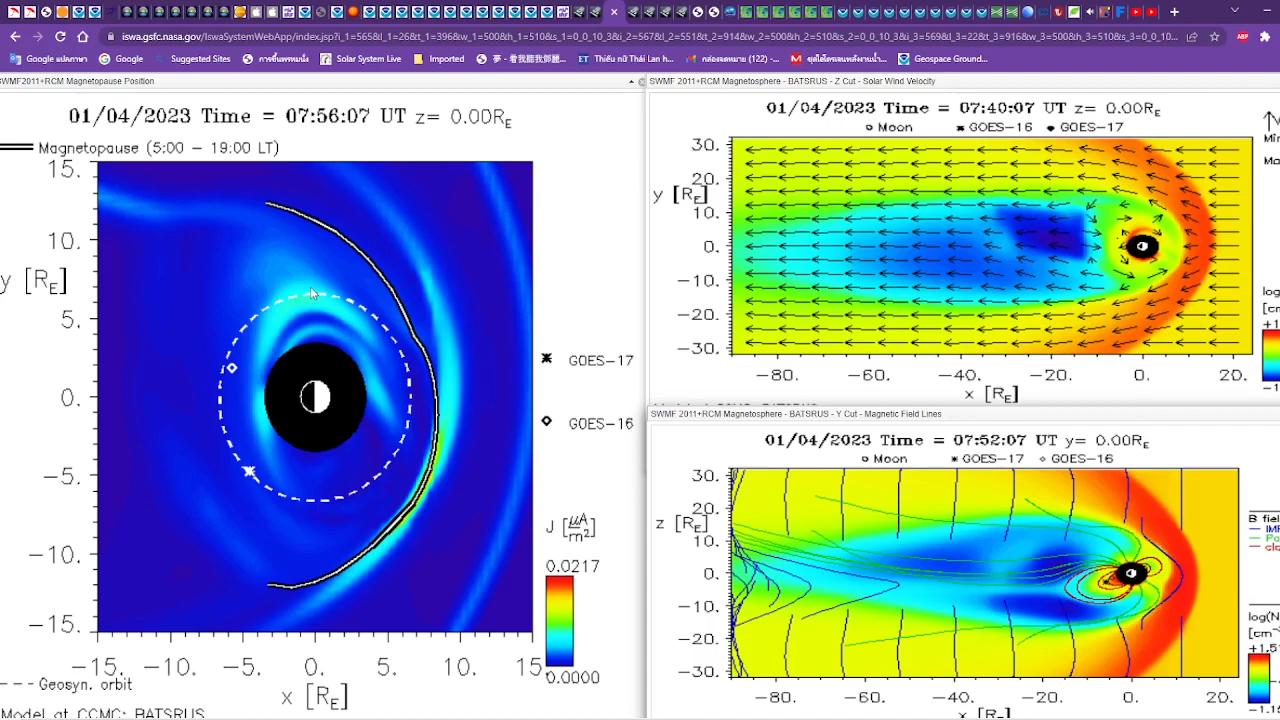 iswa.gsfc.nasa.gov/IswaSystemWebApp/index.jsp?i_1=565&l_1=26&t_1=396&w_1=500&h_1=510&s_1=0_0_10_3&i_2=567&l_2=551&t_2=914&w_2=500&h_2=510&s_2=0_0_10_3&i_3=569&l_3=22&t_3=916&w_3=500&h_3=510&s_3=0_0_10...
Google แปลภาษา Google Suggested Sites Solar System Live Imported Geospace Ground...
SWMF2011+RCM Magnetopause Position
01/04/2023 Time = 07:56:07 UT z= 0.00RE
Magnetopause (5:00 – 19:00 LT)
15.
10.
y [RE]
5.
0.
−5.
−10.
−15.
−15. −10. −5. 0. 5. 10. 15.
x [RE]
Geosyn. orbit
Model at CCMC: BATSRUS
GOES−17
GOES−16
J [μA/m2]
0.0217
0.0000
SWMF 2011+RCM Magnetosphere - BATSRUS - Z Cut - Solar Wind Velocity
01/04/2023 Time = 07:40:07 UT z= 0.00RE
Moon GOES−16 GOES−17
30.
20.
y [RE]
10.
0.
−10.
−20.
−30.
−80. −60. −40. −20. 0. 20.
x [RE]
SWMF 2011+RCM Magnetosphere - BATSRUS - Y Cut - Magnetic Field Lines
01/04/2023 Time = 07:52:07 UT y= 0.00RE
Moon GOES−17 GOES−16
30.
20.
z [RE]
10.
0.
−10.
−20.
−30.
−80. −60. −40. −20. 0. 20.
B field